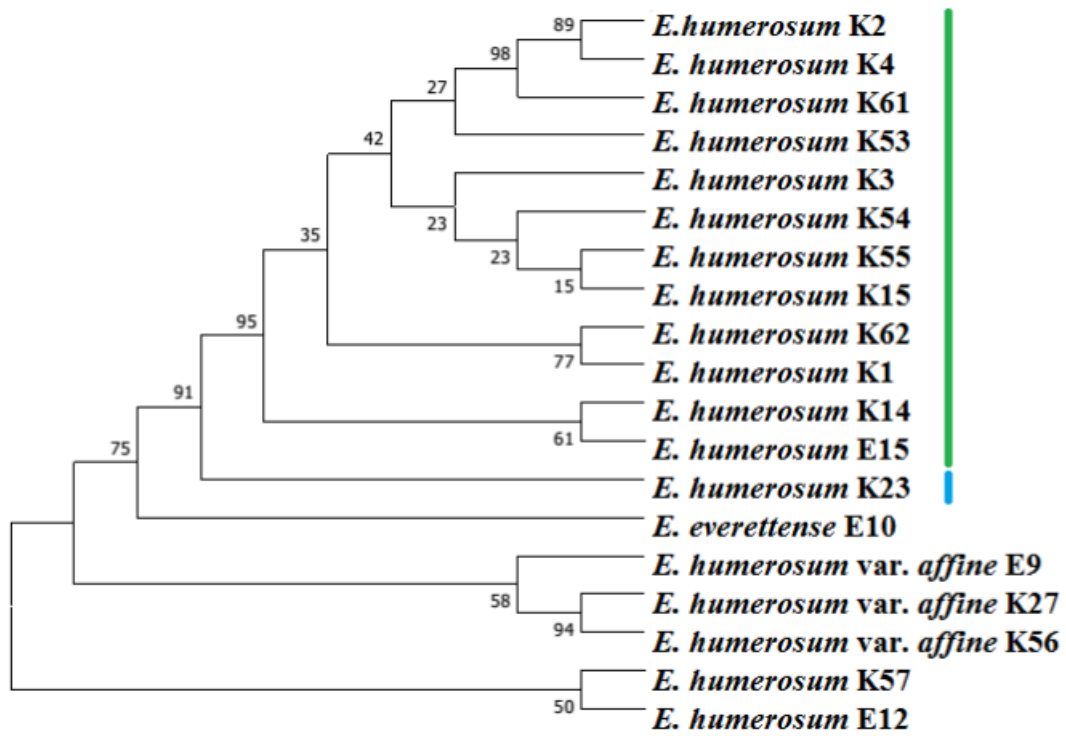 89
E.humerosum K2
98
E. humerosum K4
27
E. humerosum K61
42
E. humerosum K53
E. humerosum K3
23
E. humerosum K54
35
23
E. humerosum K55
15
E. humerosum K15
95
E. humerosum K62
77
E. humerosum K1
91
E. humerosum K14
61
E. humerosum E15
75
E. humerosum K23
E. everettense E10
E. humerosum var. affine E9
58
E. humerosum var. affine K27
94
E. humerosum var. affine K56
E. humerosum K57
50
E. humerosum E12